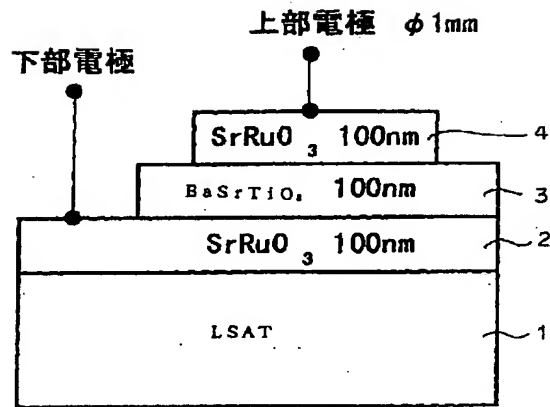 上部電極 φ1mm
下部電極
SrRuO3 100nm 4
BaSrTiO3 100nm 3
SrRuO3 100nm 2
LSAT 1